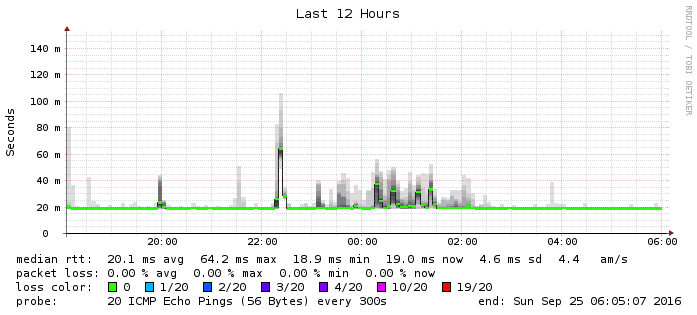 Last 12 Hours
RRDTOOL / TOBI OETIKER
Seconds
140 m
120 m
100 m
80 m
60 m
40 m
20 m
0
20:00 22:00 00:00 02:00 04:00 06:00
median rtt: 20.1 ms avg 64.2 ms max 18.9 ms min 19.0 ms now 4.6 ms sd 4.4 am/s
packet loss: 0.00 % avg 0.00 % max 0.00 % min 0.00 % now
loss color: 0 1/20 2/20 3/20 4/20 10/20 19/20
probe: 20 ICMP Echo Pings (56 Bytes) every 300s end: Sun Sep 25 06:05:07 2016